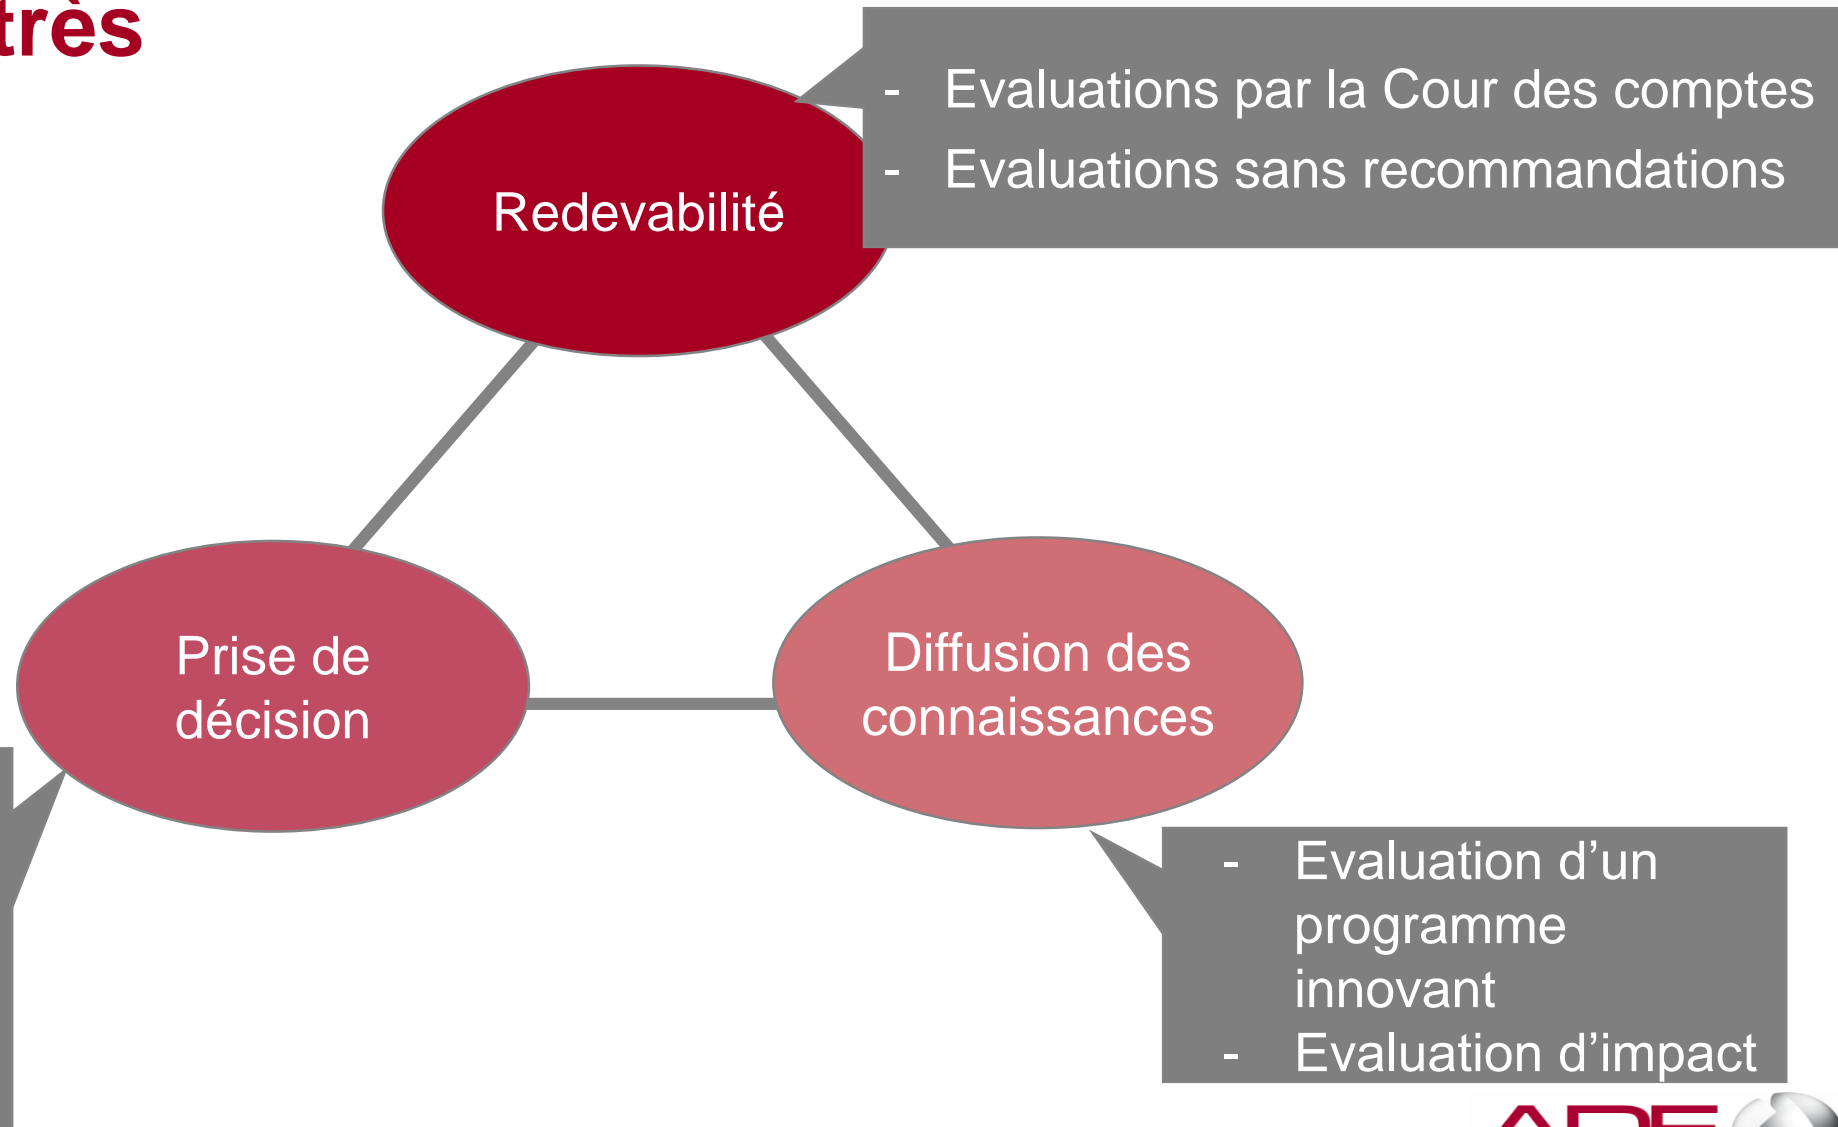 très
- Evaluations par la Cour des comptes
- Evaluations sans recommandations
Redevabilité
Prise de
décision
Diffusion des
connaissances
- Evaluation d’un
programme
innovant
- Evaluation d’impact
ADE